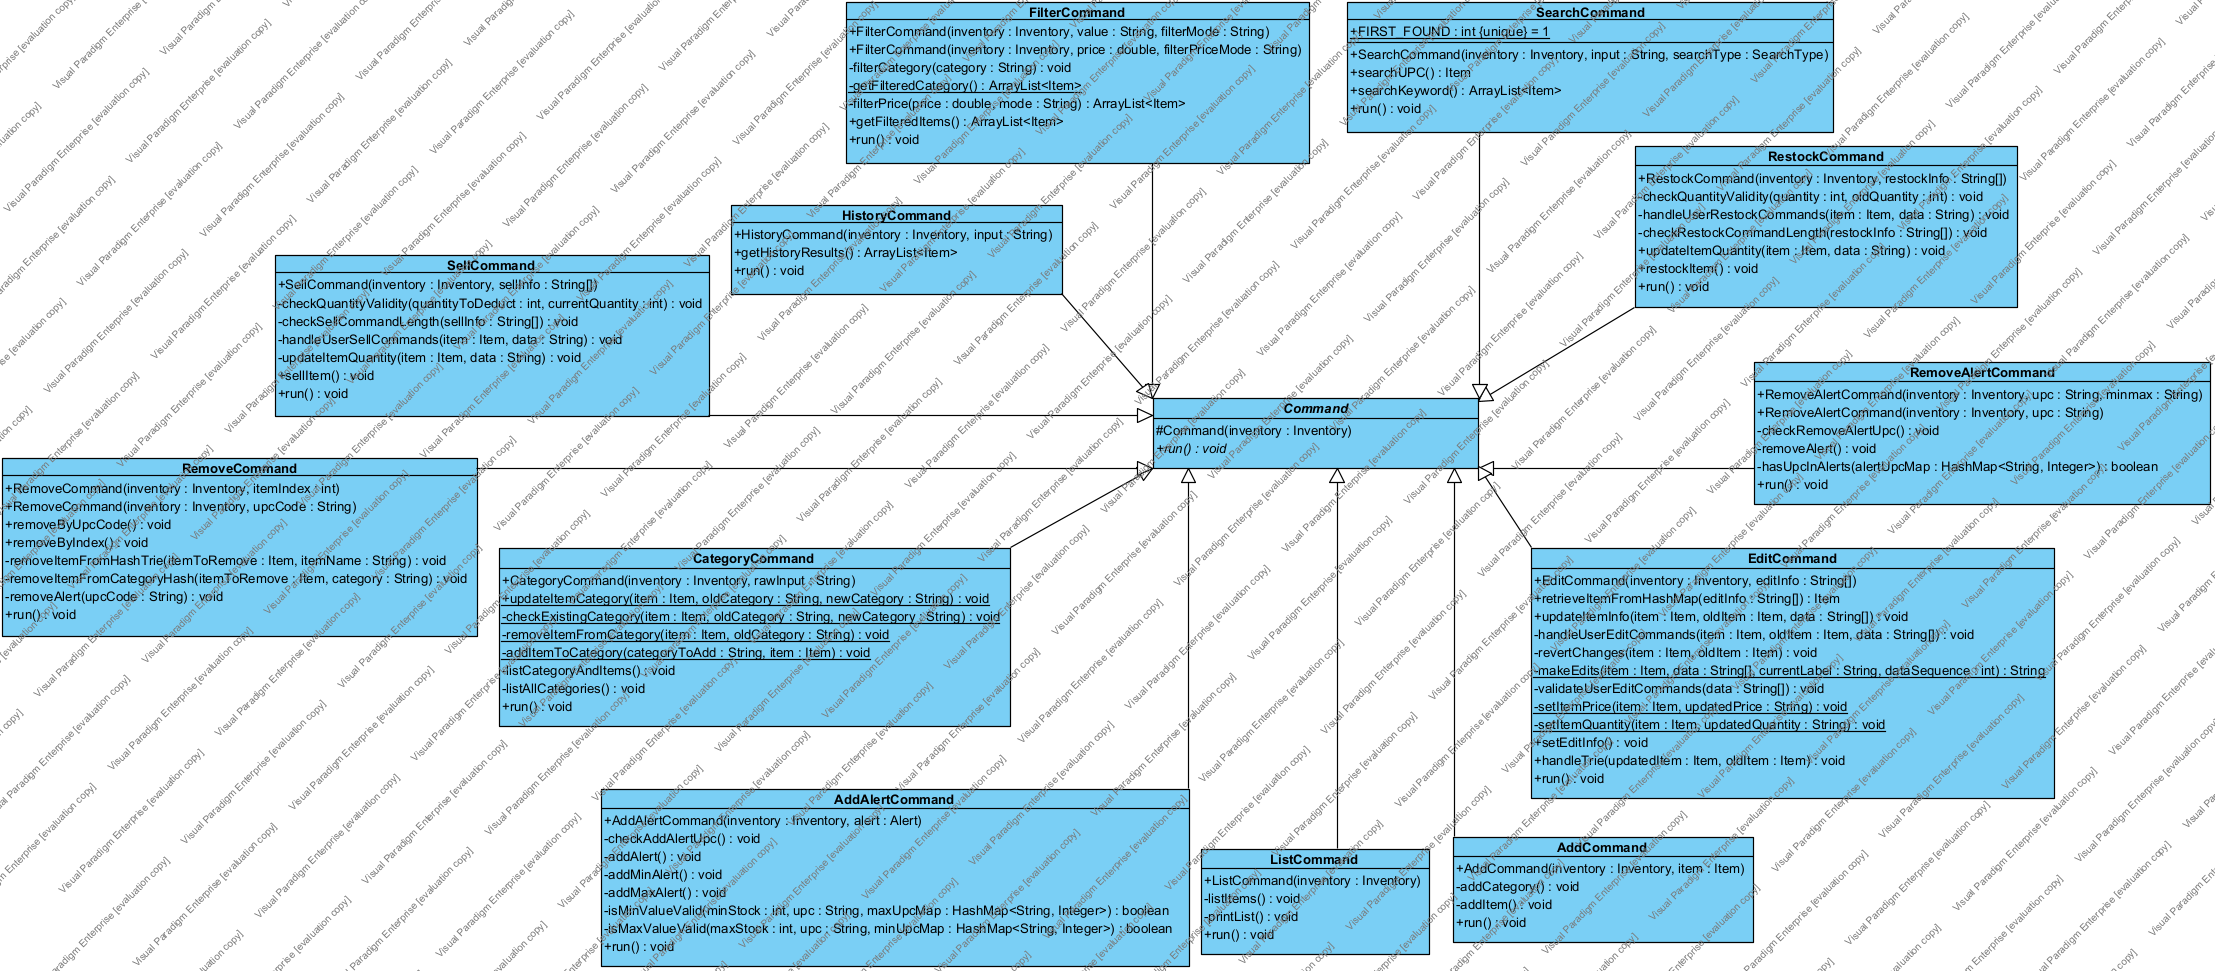 FilterCommand
+FilterCommand(inventory : Inventory, value : String, filterMode : String)
+FilterCommand(inventory : Inventory, price : double, filterPriceMode : String)
-filterCategory(category : String) : void
-getFilteredCategory() : ArrayList<Item>
-filterPrice(price : double, mode : String) : ArrayList<Item>
+getFilteredItems() : ArrayList<Item>
+run() : void
SearchCommand
+FIRST_FOUND : int {unique} = 1
+SearchCommand(inventory : Inventory, input : String, searchType : SearchType)
+searchUPC() : Item
+searchKeyword() : ArrayList<Item>
+run() : void
RestockCommand
+RestockCommand(inventory : Inventory, restockInfo : String[])
-checkQuantityValidity(quantity : int, oldQuantity : int) : void
-handleUserRestockCommands(item : Item, data : String) : void
-checkRestockCommandLength(restockInfo : String[]) : void
+updateItemQuantity(item : Item, data : String) : void
+restockItem() : void
+run() : void
HistoryCommand
+HistoryCommand(inventory : Inventory, input : String)
+getHistoryResults() : ArrayList<Item>
+run() : void
SellCommand
+SellCommand(inventory : Inventory, sellInfo : String[])
-checkQuantityValidity(quantityToDeduct : int, currentQuantity : int) : void
-checkSellCommandLength(sellInfo : String[]) : void
-handleUserSellCommands(item : Item, data : String) : void
-updateItemQuantity(item : Item, data : String) : void
+sellItem() : void
+run() : void
RemoveAlertCommand
+RemoveAlertCommand(inventory : Inventory, upc : String, minmax : String)
+RemoveAlertCommand(inventory : Inventory, upc : String)
-checkRemoveAlertUpc() : void
-removeAlert() : void
-hasUpcInAlerts(alertUpcMap : HashMap<String, Integer>) : boolean
+run() : void
Command
#Command(inventory : Inventory)
+run() : void
RemoveCommand
+RemoveCommand(inventory : Inventory, itemIndex : int)
+RemoveCommand(inventory : Inventory, upcCode : String)
+removeByUpcCode() : void
+removeByIndex() : void
-removeItemFromHashTrie(itemToRemove : Item, itemName : String) : void
-removeItemFromCategoryHash(itemToRemove : Item, category : String) : void
-removeAlert(upcCode : String) : void
+run() : void
CategoryCommand
+CategoryCommand(inventory : Inventory, rawInput : String)
+updateItemCategory(item : Item, oldCategory : String, newCategory : String) : void
-checkExistingCategory(item : Item, oldCategory : String, newCategory : String) : void
-removeItemFromCategory(item : Item, oldCategory : String) : void
-addItemToCategory(categoryToAdd : String, item : Item) : void
-listCategoryAndItems() : void
-listAllCategories() : void
+run() : void
EditCommand
+EditCommand(inventory : Inventory, editInfo : String[])
+retrieveItemFromHashMap(editInfo : String[]) : Item
+updateItemInfo(item : Item, oldItem : Item, data : String[]) : void
-handleUserEditCommands(item : Item, oldItem : Item, data : String[]) : void
-revertChanges(item : Item, oldItem : Item) : void
-makeEdits(item : Item, data : String[], currentLabel : String, dataSequence : int) : String
-validateUserEditCommands(data : String[]) : void
-setItemPrice(item : Item, updatedPrice : String) : void
-setItemQuantity(item : Item, updatedQuantity : String) : void
+setEditInfo() : void
+handleTrie(updatedItem : Item, oldItem : Item) : void
+run() : void
AddAlertCommand
+AddAlertCommand(inventory : Inventory, alert : Alert)
-checkAddAlertUpc() : void
-addAlert() : void
-addMinAlert() : void
-addMaxAlert() : void
-isMinValueValid(minStock : int, upc : String, maxUpcMap : HashMap<String, Integer>) : boolean
-isMaxValueValid(maxStock : int, upc : String, minUpcMap : HashMap<String, Integer>) : boolean
+run() : void
ListCommand
+ListCommand(inventory : Inventory)
-listItems() : void
-printList() : void
+run() : void
AddCommand
+AddCommand(inventory : Inventory, item : Item)
-addCategory() : void
-addItem() : void
+run() : void
Visual Paradigm Enterprise [evaluation copy]